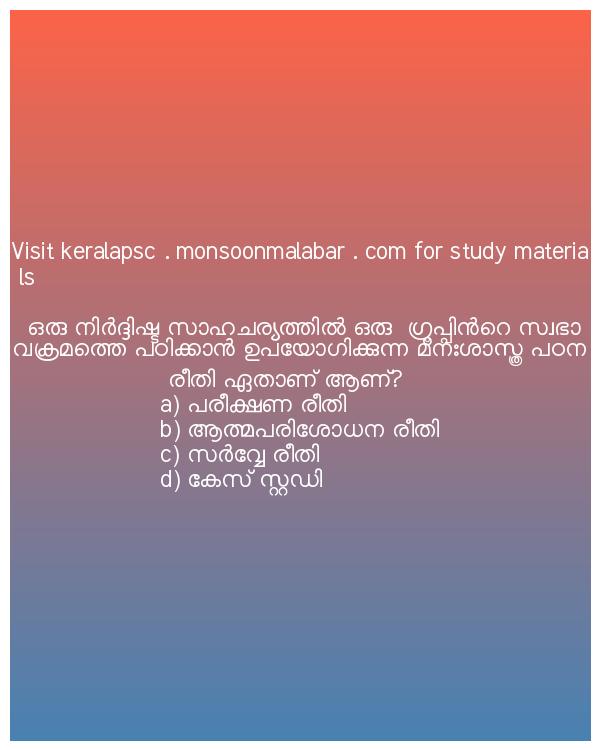 Visit keralapsc . monsoonmalabar . com for study materia
ls
ഒരു നിർദ്ദിഷ്ട സാഹചര്യത്തിൽ ഒരു ഗ്രൂപ്പിൻറെ സ്വഭാ
വക്രമത്തെ പഠിക്കാൻ ഉപയോഗിക്കുന്ന മനഃശാസ്ത്ര പഠന
രീതി ഏതാണ് ആണ്?
a) പരീക്ഷണ രീതി
b) ആത്മപരിശോധന രീതി
c) സർവ്വേ രീതി
d) കേസ് സ്റ്റഡി